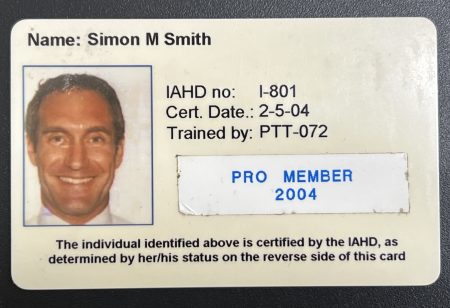 Name: Simon M Smith
IAHD no: I-801
Cert. Date.: 2-5-04
Trained by: PTT-072
PRO MEMBER
2004
The individual identified above is certified by the IAHD, as
determined by her/his status on the reverse side of this card